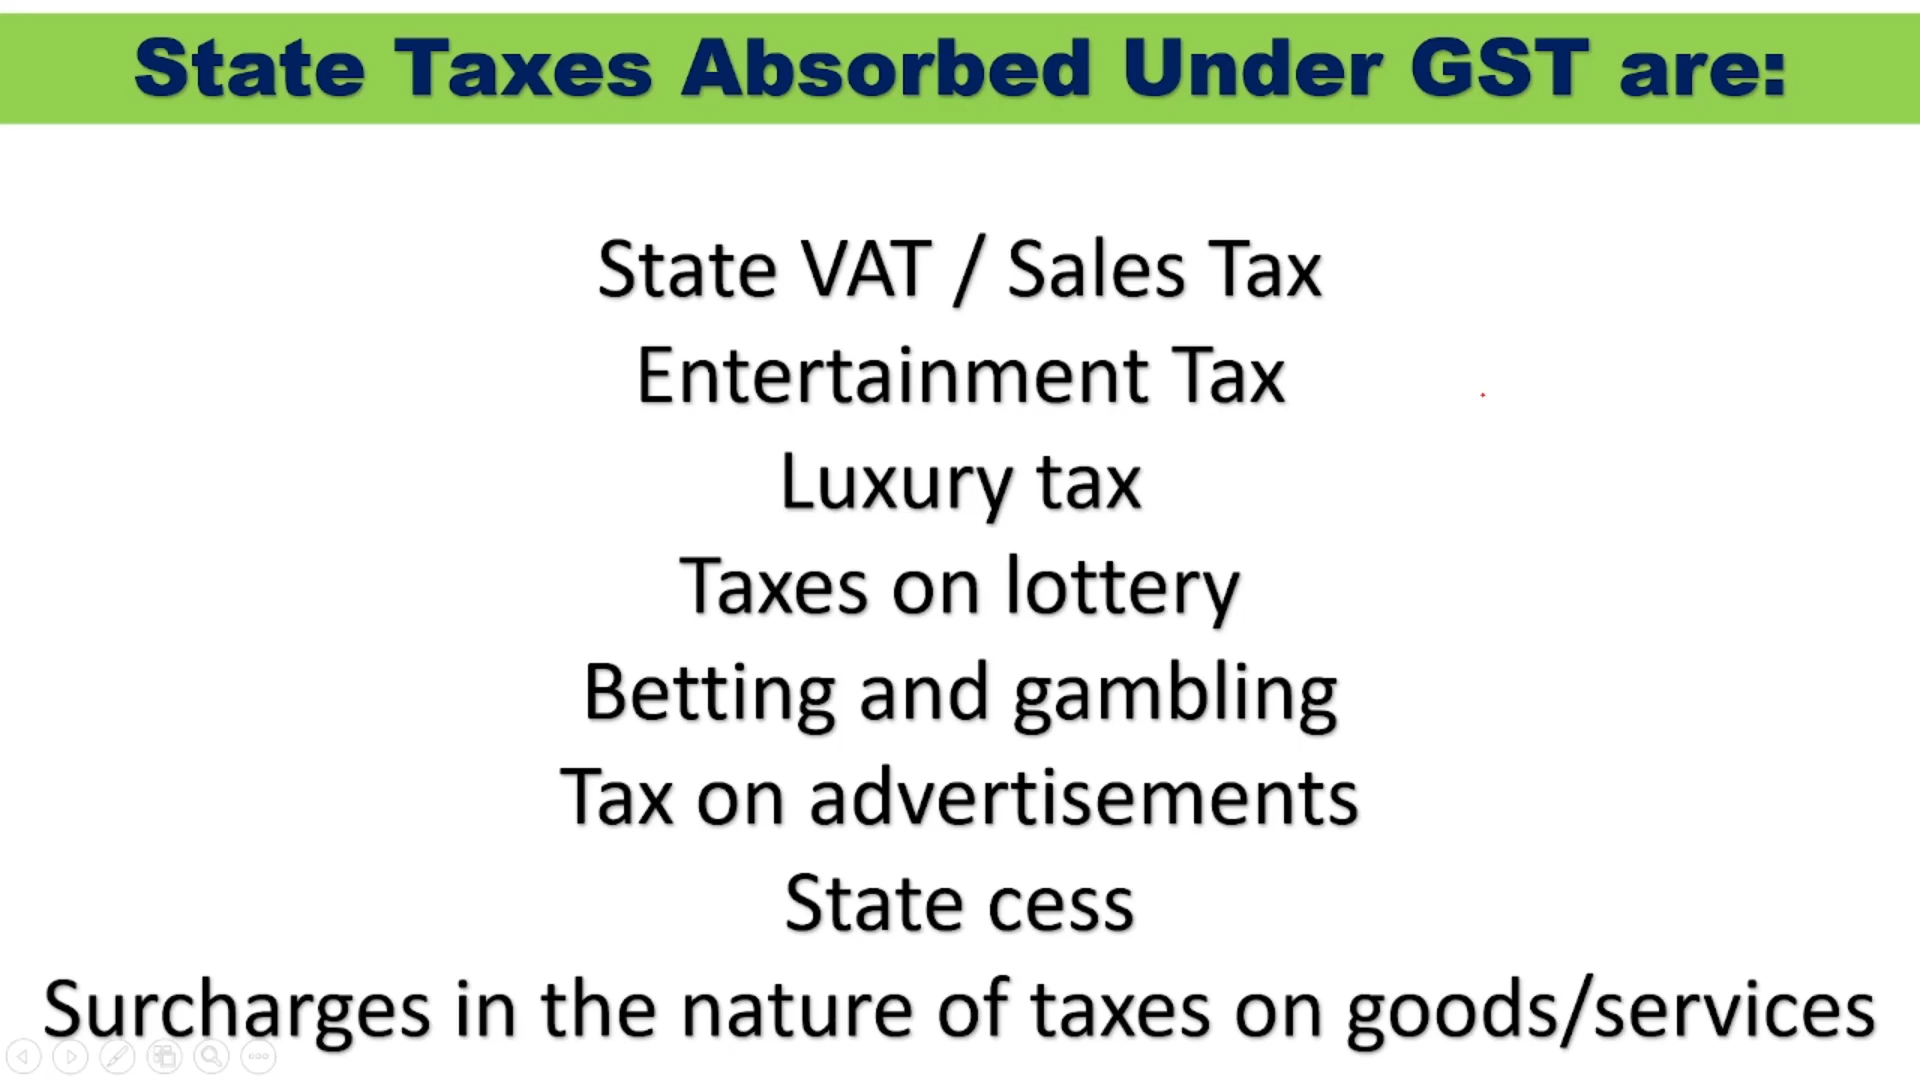 State Taxes Absorbed Under GST are:
State VAT / Sales Tax
Entertainment Tax
Luxury tax
Taxes on lottery
Betting and gambling
Tax on advertisements
State cess
Surcharges in the nature of taxes on goods/services